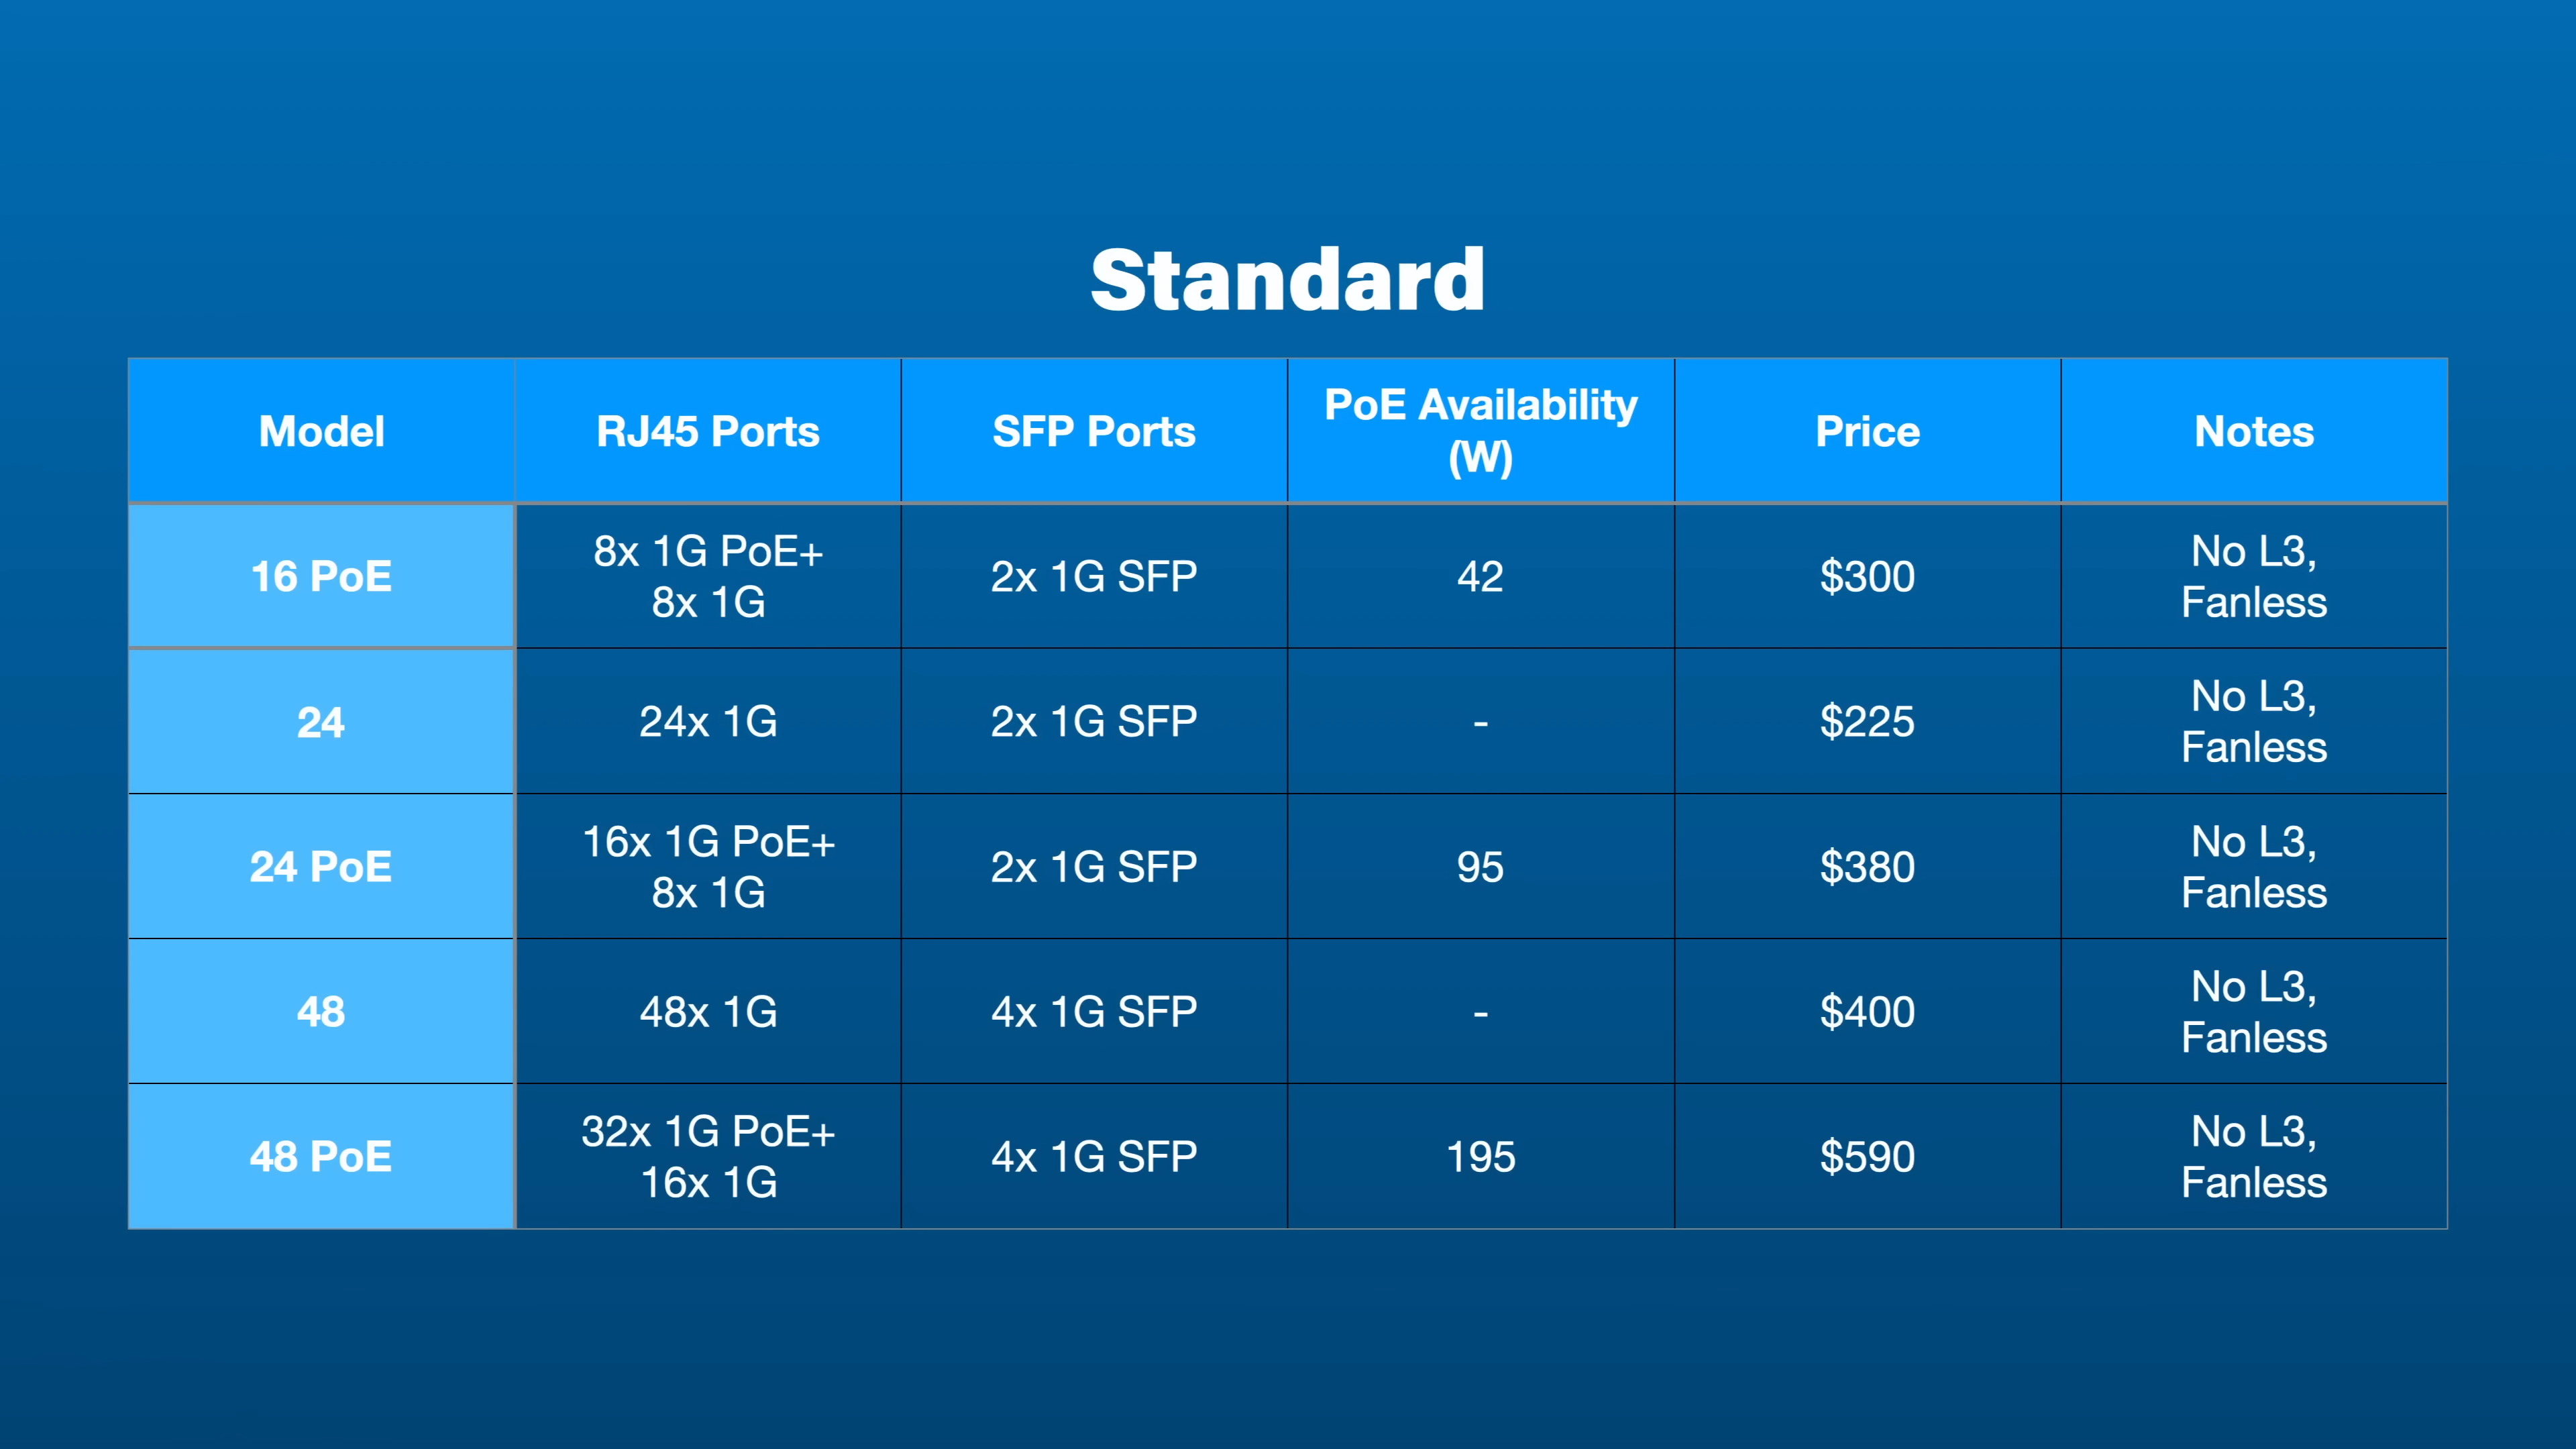 Standard
Model
RJ45 Ports
SFP Ports
PoE Availability
(W)
Price
Notes
16 PoE
8x 1G PoE+
8x 1G
2x 1G SFP
42
$300
No L3,
Fanless
24
24x 1G
2x 1G SFP
-
$225
No L3,
Fanless
24 PoE
16x 1G PoE+
8x 1G
2x 1G SFP
95
$380
No L3,
Fanless
48
48x 1G
4x 1G SFP
-
$400
No L3,
Fanless
48 PoE
32x 1G PoE+
16x 1G
4x 1G SFP
195
$590
No L3,
Fanless